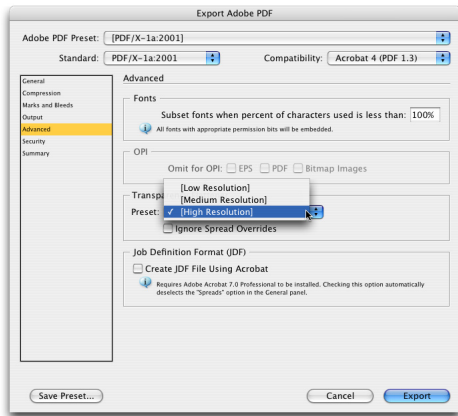 Export Adobe PDF
Adobe PDF Preset: [PDF/X-1a:2001]
Standard: PDF/X-1a:2001 Compatibility: Acrobat 4 (PDF 1.3)
General
Compression
Marks and Bleeds
Output
Advanced
Security
Summary
Advanced
Fonts
Subset fonts when percent of characters used is less than: 100%
All fonts with appropriate permission bits will be embedded.
OPI
Omit for OPI: EPS PDF Bitmap Images
[Low Resolution]
[Medium Resolution]
Preset: ✓ [High Resolution]
Ignore Spread Overrides
Job Definition Format (JDF)
Create JDF File Using Acrobat
Requires Adobe Acrobat 7.0 Professional to be installed. Checking this option automatically
deselects the "Spreads" option in the General panel.
Save Preset... Cancel Export